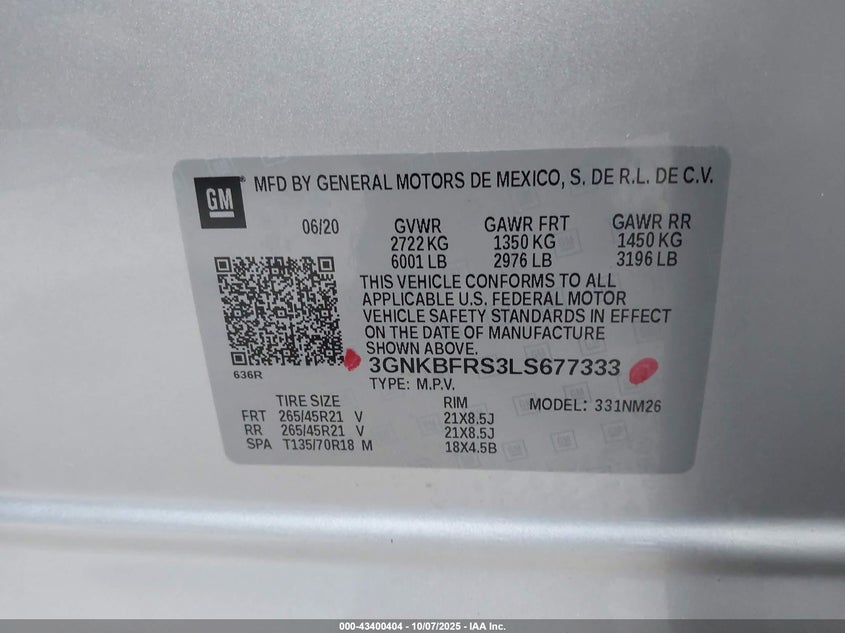 GM
MFD BY GENERAL MOTORS DE MEXICO, S. DE R.L. DE C.V.
06/20 GVWR GAWR FRT GAWR RR
2722 KG 1350 KG 1450 KG
6001 LB 2976 LB 3196 LB
THIS VEHICLE CONFORMS TO ALL
APPLICABLE U.S. FEDERAL MOTOR
VEHICLE SAFETY STANDARDS IN EFFECT
ON THE DATE OF MANUFACTURE
SHOWN ABOVE.
636R
3GNKBFRS3LS677333
TYPE: M.P.V.
TIRE SIZE RIM MODEL: 331NM26
FRT 265/45R21 V 21X8.5J
RR 265/45R21 V 21X8.5J
SPA T135/70R18 M 18X4.5B
000-43400404 - 10/07/2025 - IAA Inc.